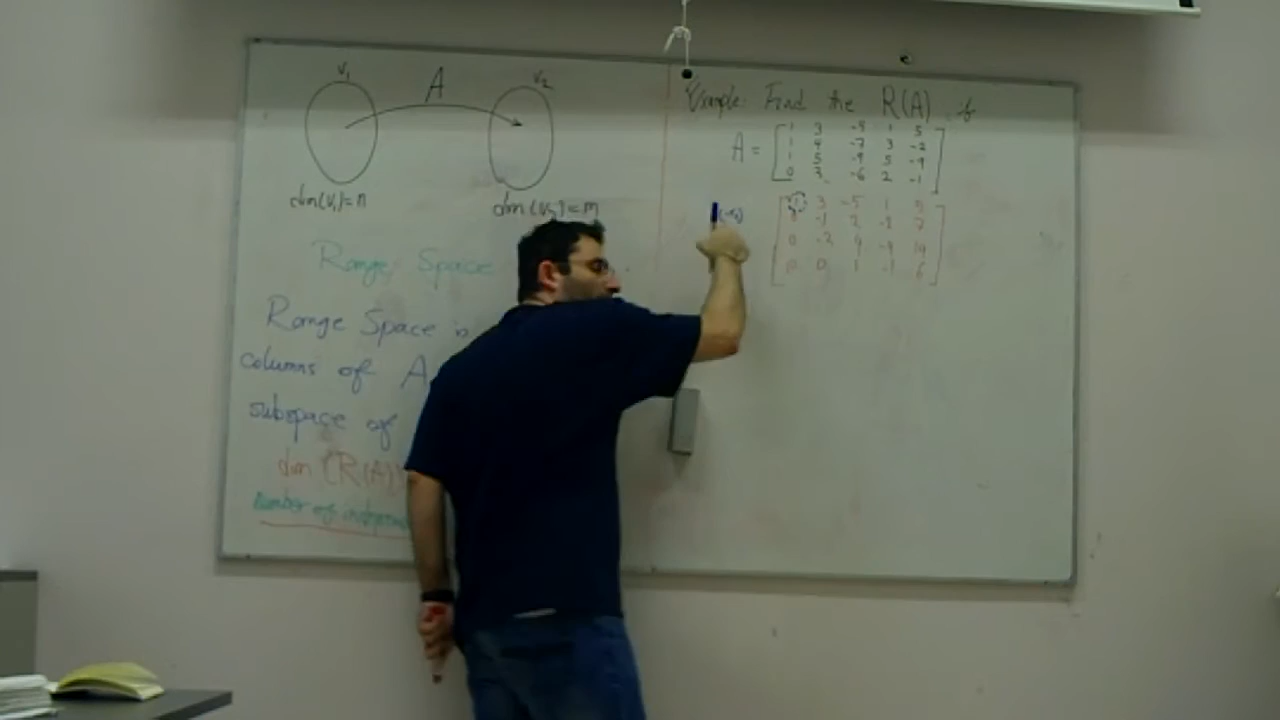 V₁ A V₂
dim(V₁)=n
dim(V₂)=m
Range Space
Range Space is
columns of A
subspace of
dim (R(A))
Number of independ
Example: Find the R(A) of
A =
1 3 -5 1 5
1 4 -7 3 -2
1 5 -9 5 -9
0 3 -6 2 -1
3 -5 1 5
0 -1 2 -2 7
0 -2 4 -4 14
0 0 1 -1 6